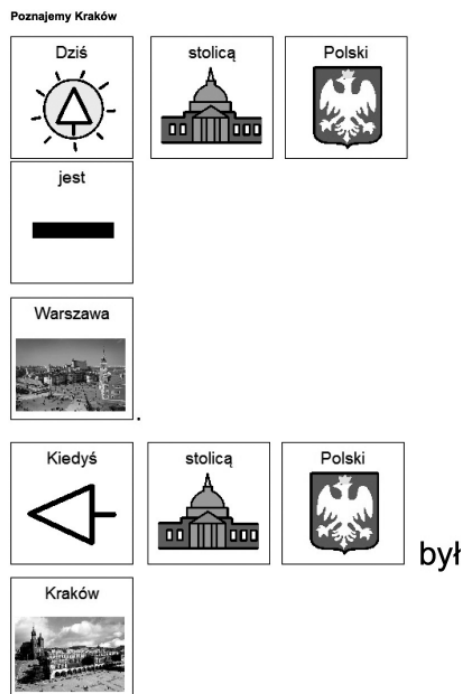 Poznajemy Kraków
Dziś stolicą Polski
jest
Warszawa
.
Kiedyś stolicą Polski
był
Kraków